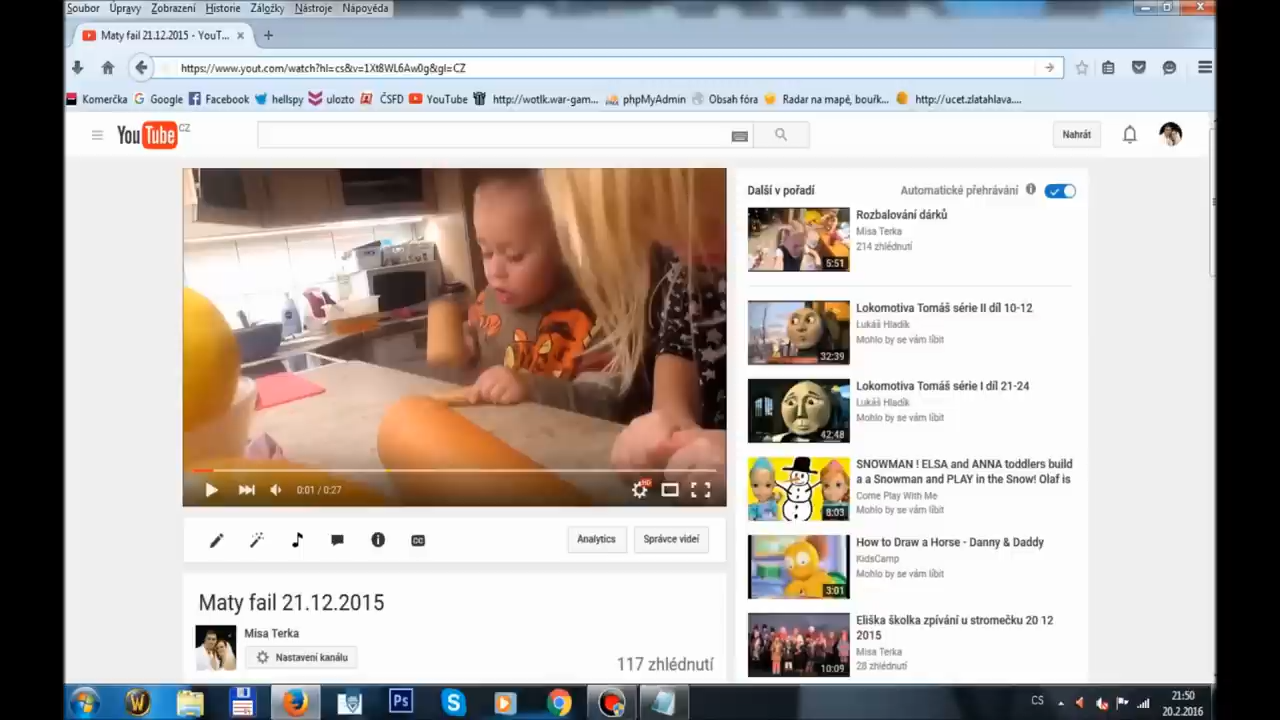 Soubor Úpravy Zobrazení Historie Záložky Nástroje Nápověda
Maty fail 21.12.2015 - YouT...
https://www.yout.com/watch?hl=cs&v=1Xt8WL6Aw0g&gl=CZ
Komerčka Google Facebook hellspy ulozto ČSFD YouTube http://wotlk.war-gam... phpMyAdmin Obsah fóra Radar na mapě, bouřk... http://ucet.zlatahlava....
YouTube CZ
Nahrát
Další v pořadí
Automatické přehrávání
Rozbalování dárků
Misa Terka
214 zhlédnutí
5:51
Lokomotiva Tomáš série II díl 10-12
Lukáš Hladík
Mohlo by se vám líbit
32:39
Lokomotiva Tomáš série I díl 21-24
Lukáš Hladík
Mohlo by se vám líbit
42:48
SNOWMAN ! ELSA and ANNA toddlers build
a a Snowman and PLAY in the Snow! Olaf is
Come Play With Me
Mohlo by se vám líbit
8:03
How to Draw a Horse - Danny & Daddy
KidsCamp
Mohlo by se vám líbit
3:01
Eliška školka zpívání u stromečku 20 12
2015
Misa Terka
28 zhlédnutí
10:09
0:01 / 0:27
HD
CC
Analytics
Správce videí
Maty fail 21.12.2015
Misa Terka
Nastavení kanálu
117 zhlédnutí
W
Ps
S
CS
21:50
20.2.2016